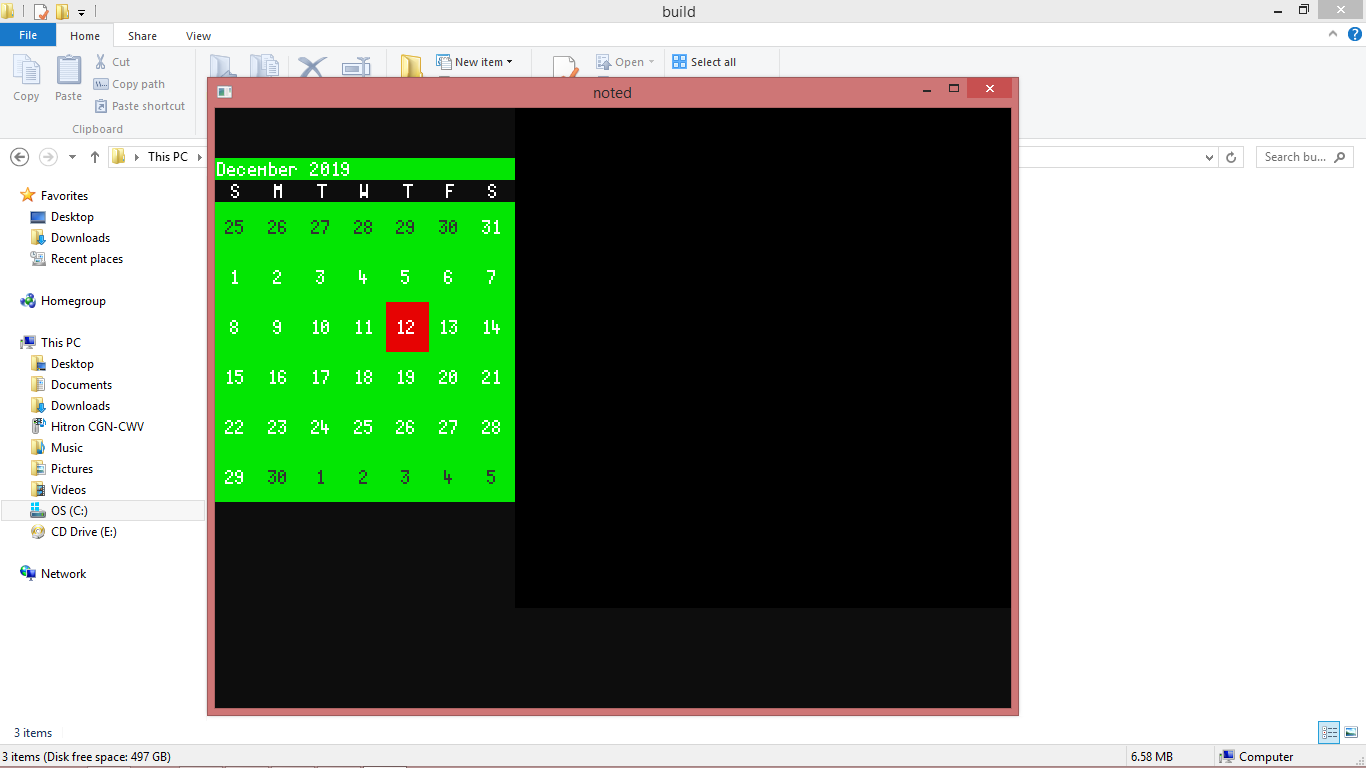 build
File Home Share View
Copy Paste Cut
Copy path
Paste shortcut
New item
Open
Select all
Clipboard
noted
This PC
Search bu...
Favorites
Desktop
Downloads
Recent places
Homegroup
This PC
Desktop
Documents
Downloads
Hitron CGN-CWV
Music
Pictures
Videos
OS (C:)
CD Drive (E:)
Network
December 2019
S M T W T F S
25 26 27 28 29 30 31
1 2 3 4 5 6 7
8 9 10 11 12 13 14
15 16 17 18 19 20 21
22 23 24 25 26 27 28
29 30 1 2 3 4 5
3 items
3 items (Disk free space: 497 GB)
6.58 MB
Computer